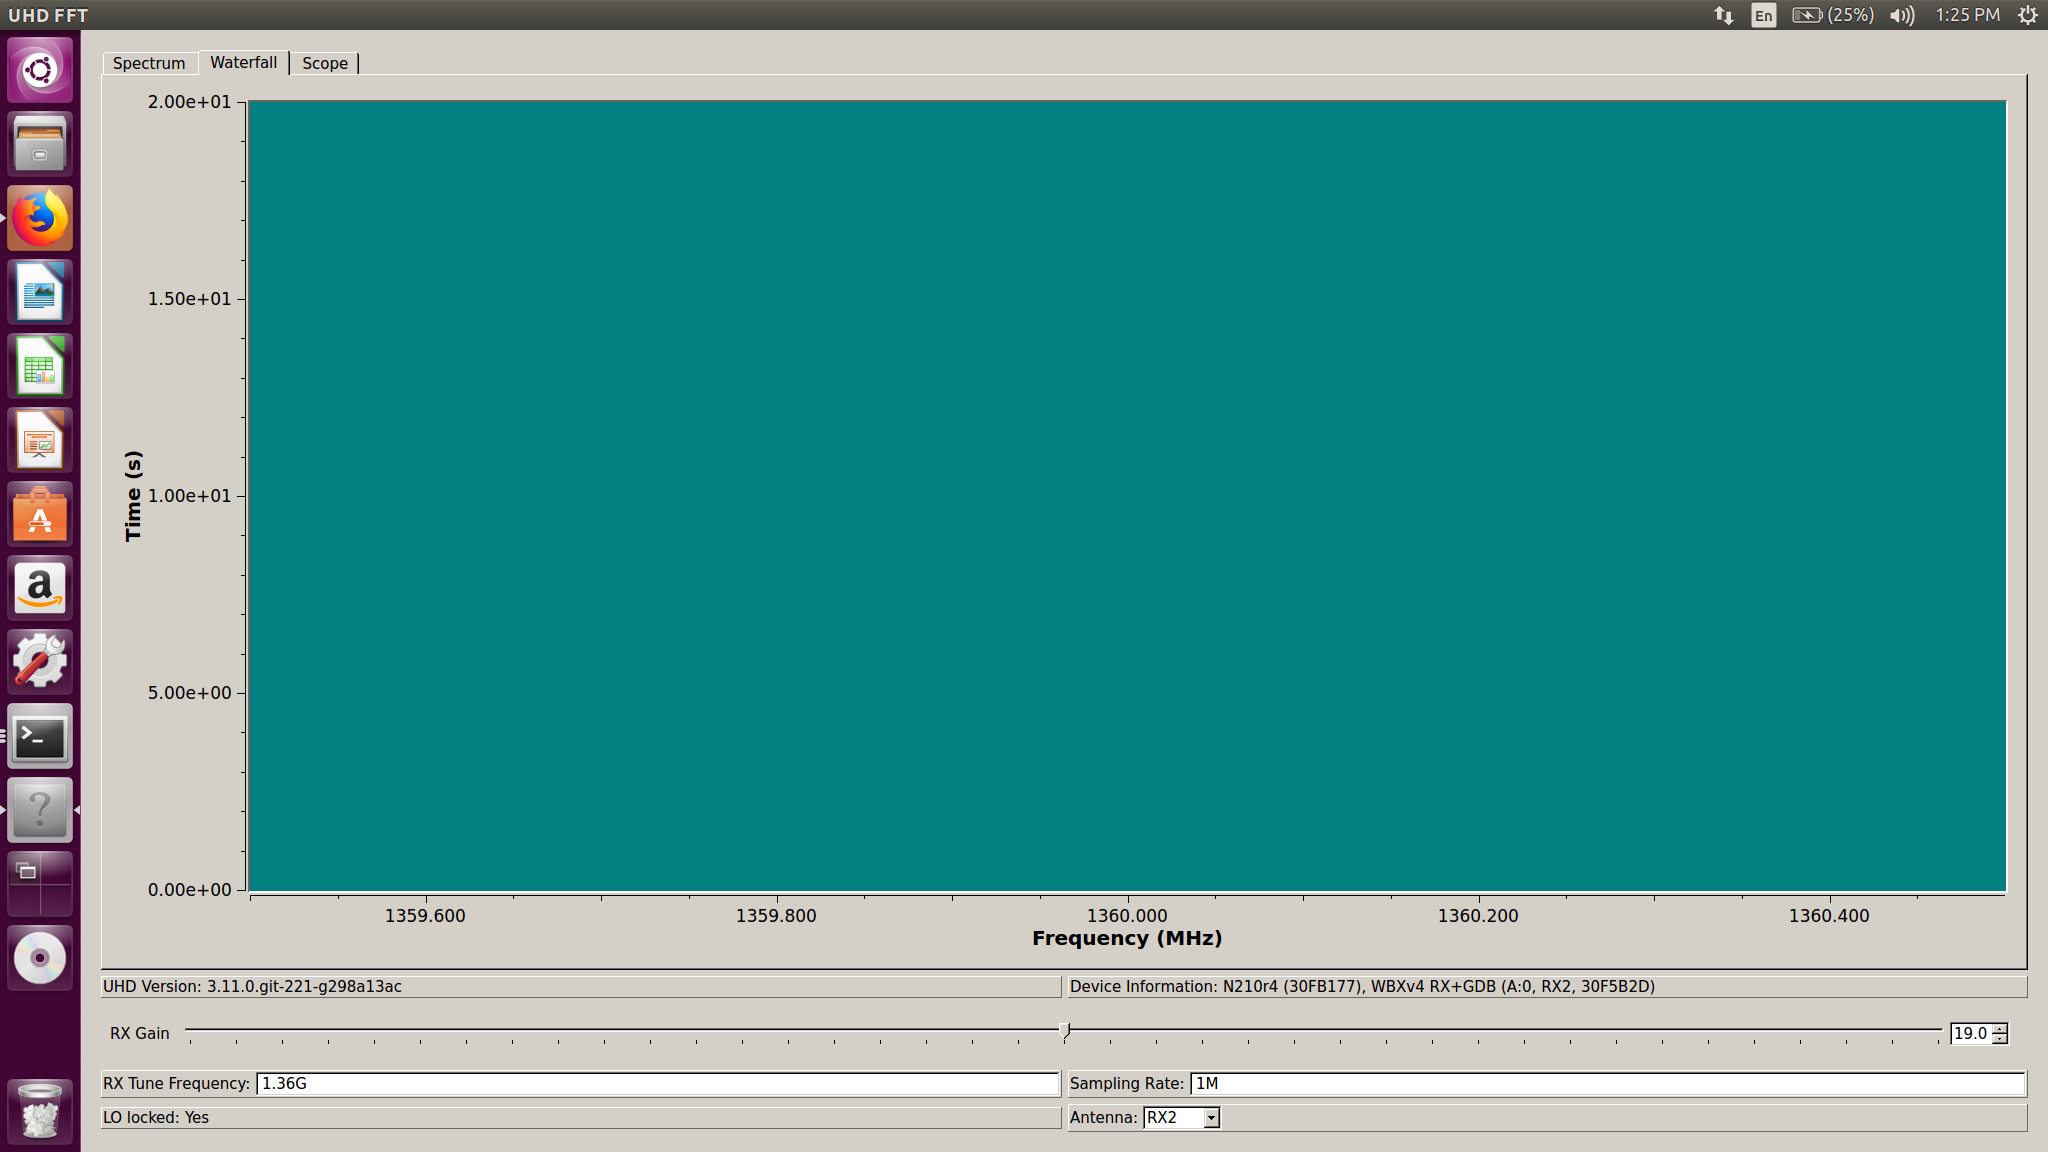 UHD FFT
En (25%) 1:25 PM
Spectrum Waterfall Scope
2.00e+01
1.50e+01
1.00e+01
5.00e+00
0.00e+00
Time (s)
1359.600 1359.800 1360.000 1360.200 1360.400
Frequency (MHz)
UHD Version: 3.11.0.git-221-g298a13ac
Device Information: N210r4 (30FB177), WBXv4 RX+GDB (A:0, RX2, 30F5B2D)
RX Gain 19.0
RX Tune Frequency: 1.36G
Sampling Rate: 1M
LO locked: Yes
Antenna: RX2